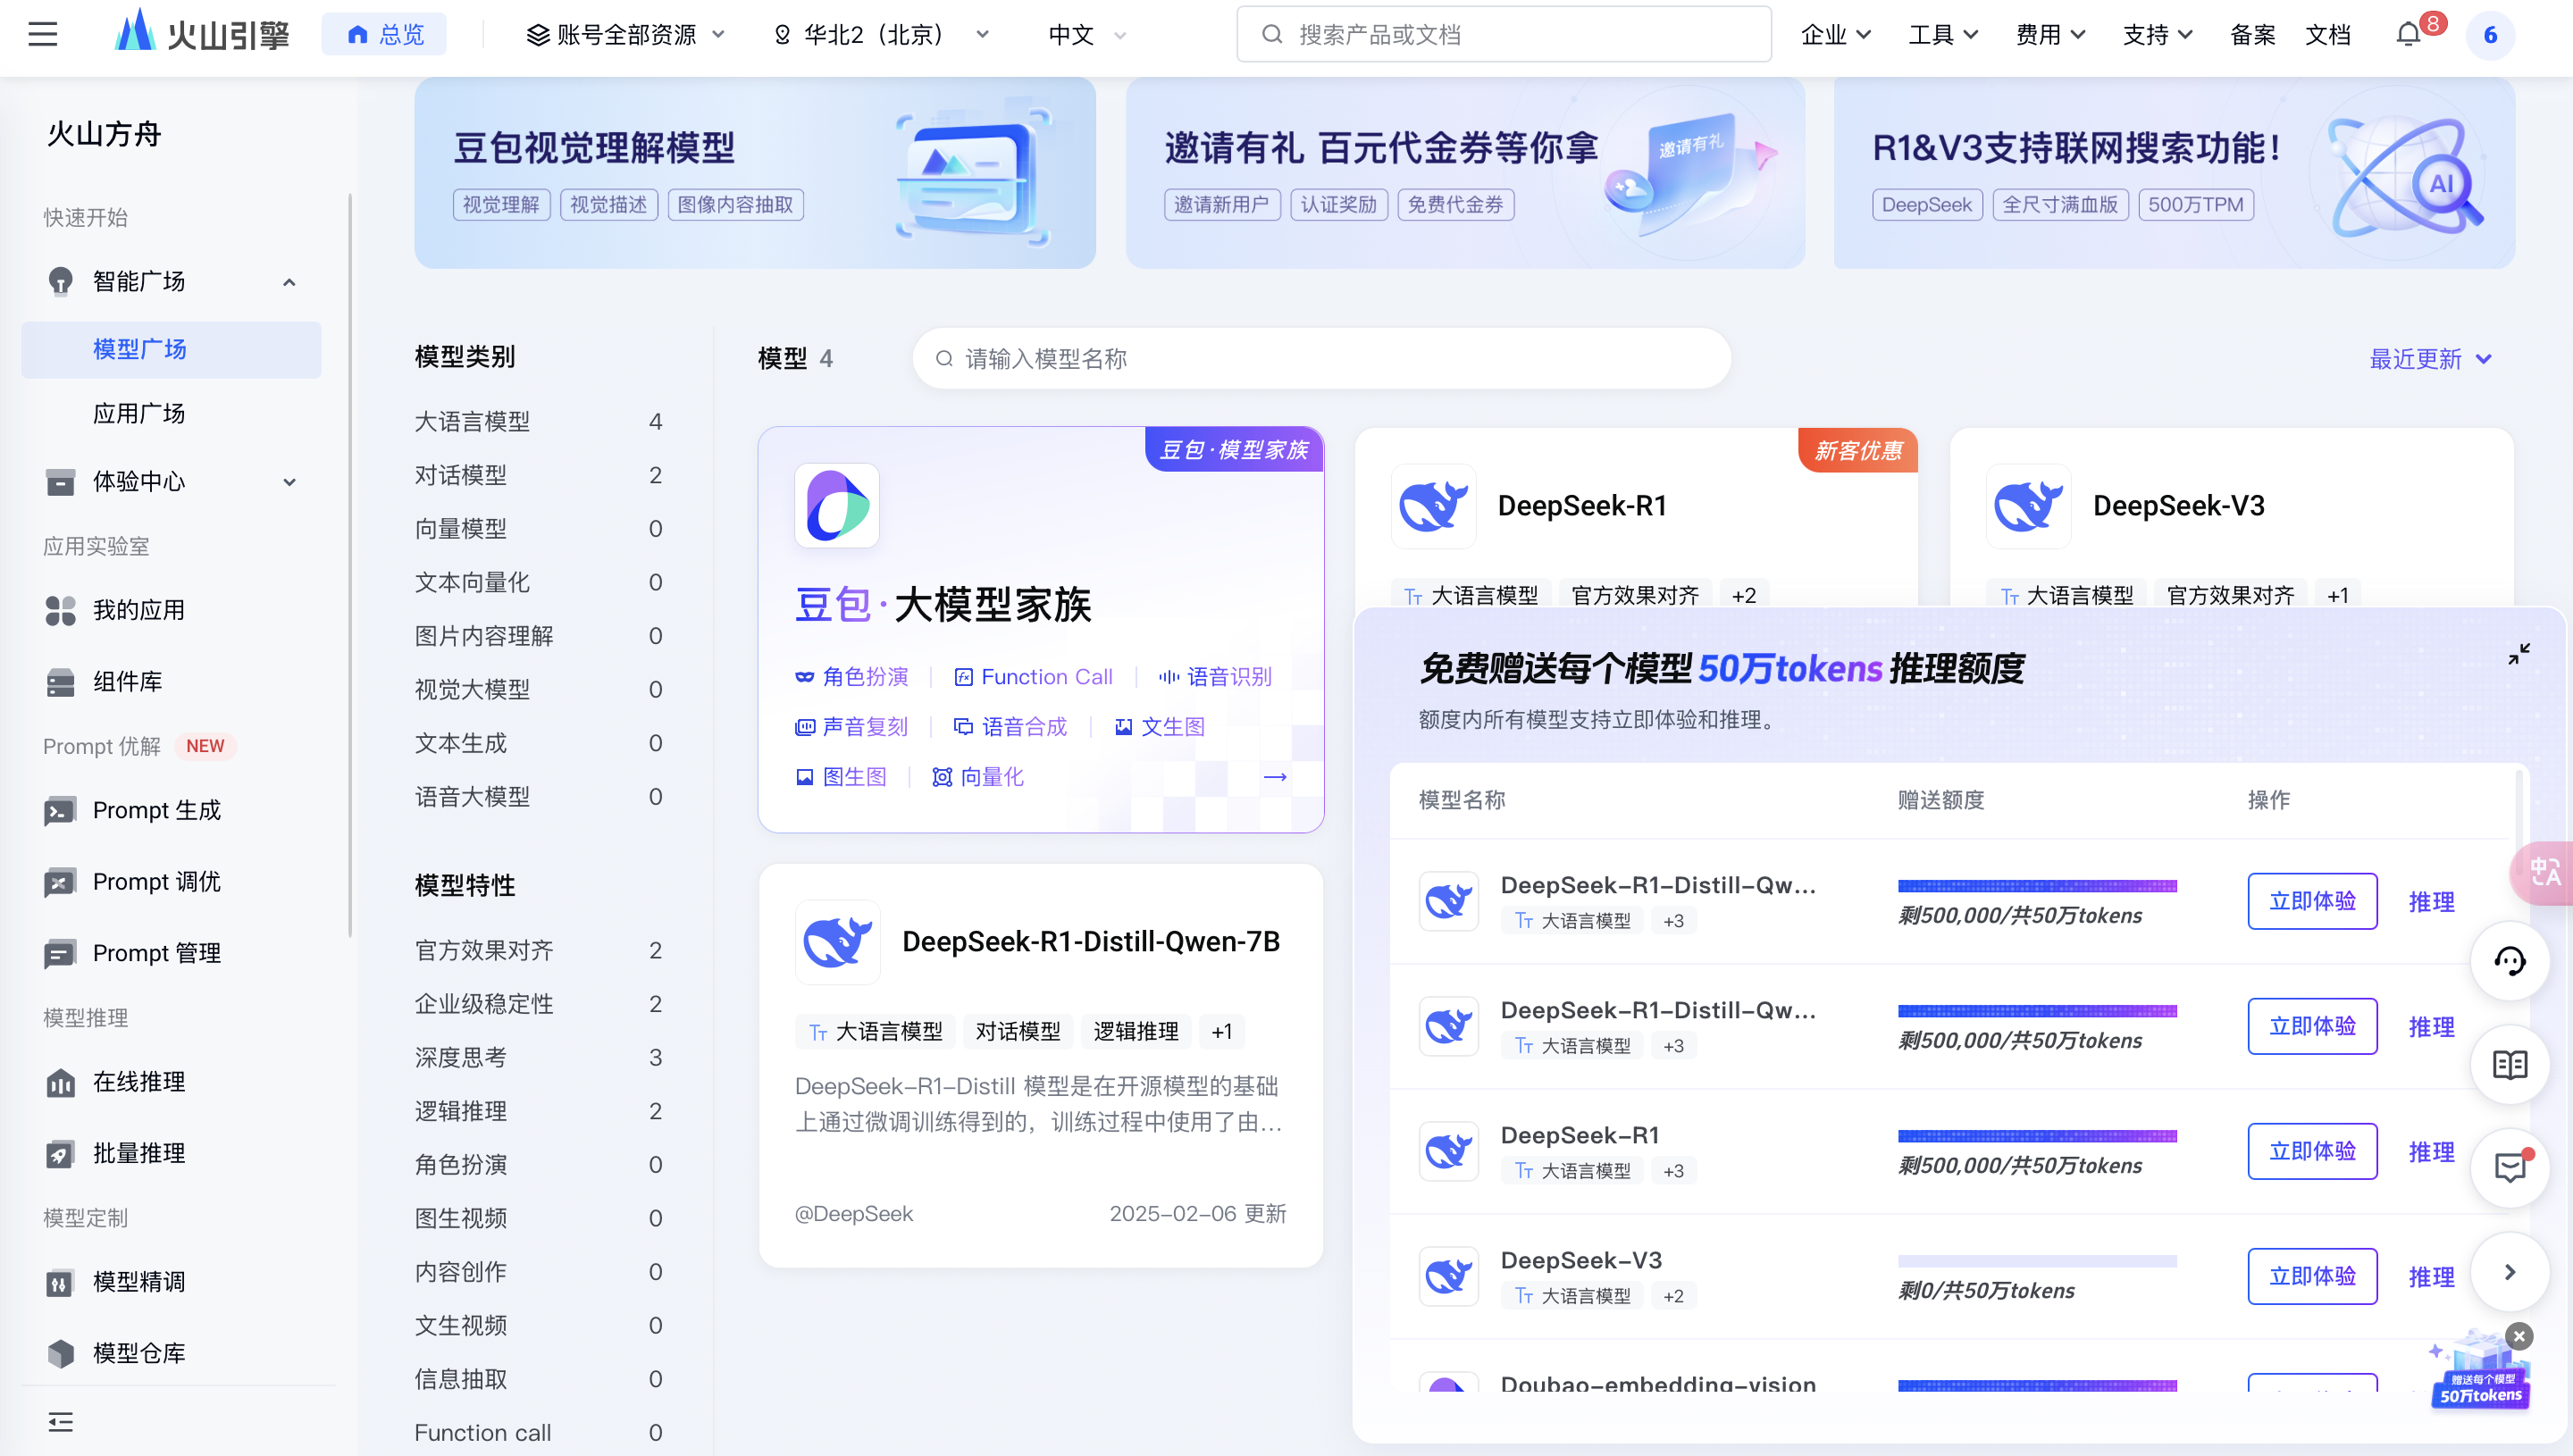 火山引擎
总览
账号全部资源
华北2（北京）
中文
搜索产品或文档
企业
工具
费用
支持
备案
文档
8
6
火山方舟
快速开始
智能广场
模型广场
应用广场
体验中心
应用实验室
我的应用
组件库
Prompt 优解 NEW
Prompt 生成
Prompt 调优
Prompt 管理
模型推理
在线推理
批量推理
模型定制
模型精调
模型仓库
豆包视觉理解模型
视觉理解 视觉描述 图像内容抽取
邀请有礼 百元代金券等你拿
邀请新用户 认证奖励 免费代金券
邀请有礼
R1&V3支持联网搜索功能！
DeepSeek 全尺寸满血版 500万TPM
AI
模型类别
大语言模型 4
对话模型 2
向量模型 0
文本向量化 0
图片内容理解 0
视觉大模型 0
文本生成 0
语音大模型 0
模型特性
官方效果对齐 2
企业级稳定性 2
深度思考 3
逻辑推理 2
角色扮演 0
图生视频 0
内容创作 0
文生视频 0
信息抽取 0
Function call 0
模型 4
请输入模型名称
最近更新
豆包·模型家族
豆包·大模型家族
角色扮演 Function Call 语音识别
声音复刻 语音合成 文生图
图生图 向量化
新客优惠
DeepSeek-R1
大语言模型 官方效果对齐 +2
DeepSeek-V3
大语言模型 官方效果对齐 +1
DeepSeek-R1-Distill-Qwen-7B
大语言模型 对话模型 逻辑推理 +1
DeepSeek-R1-Distill 模型是在开源模型的基础
上通过微调训练得到的，训练过程中使用了由...
@DeepSeek 2025-02-06 更新
免费赠送每个模型 50万tokens 推理额度
额度内所有模型支持立即体验和推理。
模型名称 赠送额度 操作
DeepSeek-R1-Distill-Qw...
大语言模型 +3
剩500,000/共50万tokens
立即体验 推理
DeepSeek-R1-Distill-Qw...
大语言模型 +3
剩500,000/共50万tokens
立即体验 推理
DeepSeek-R1
大语言模型 +3
剩500,000/共50万tokens
立即体验 推理
DeepSeek-V3
大语言模型 +2
剩0/共50万tokens
立即体验 推理
Doubao-embedding-vision
中A
赠送每个模型
50万tokens